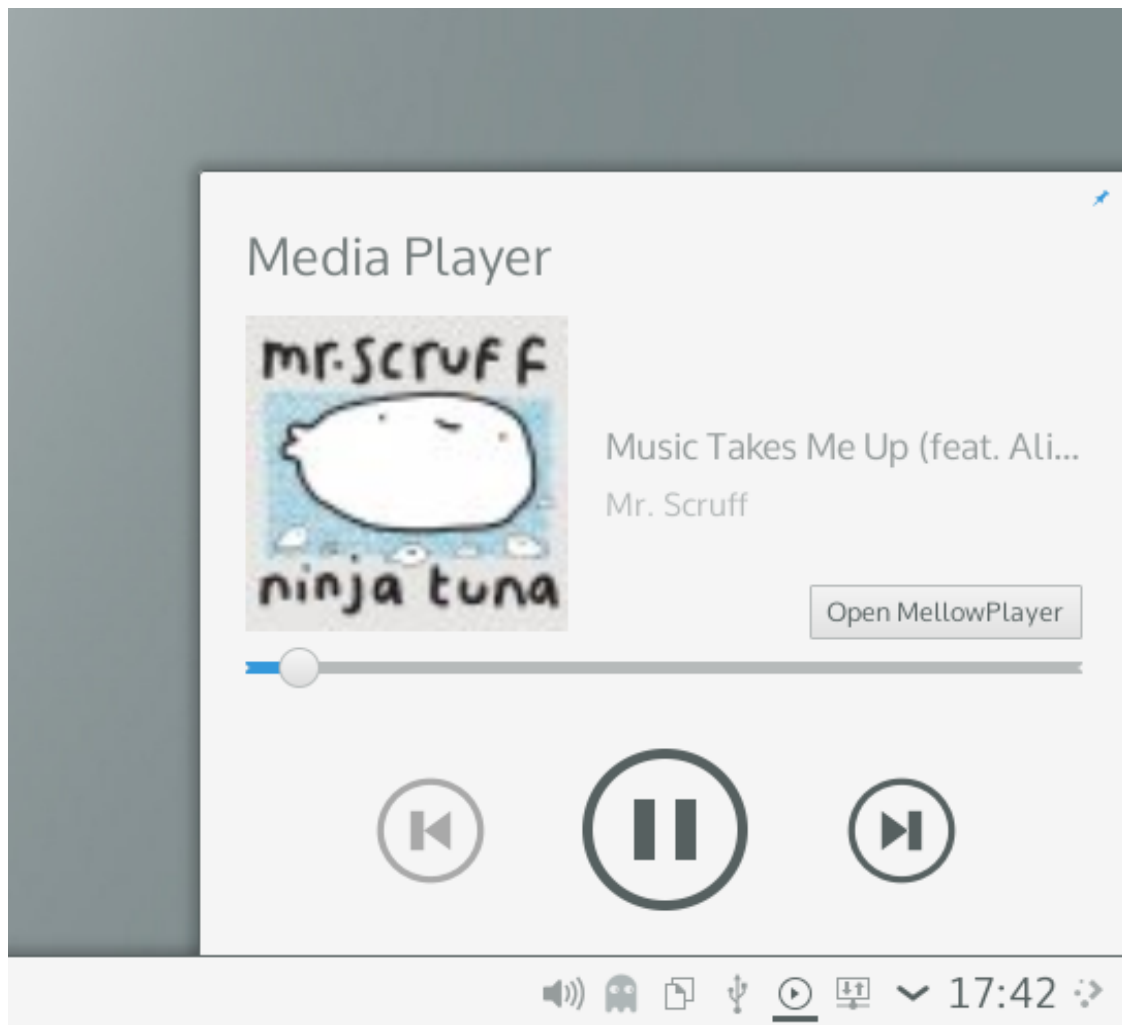 Media Player
mr. scruff
ninja tuna
Music Takes Me Up (feat. Ali...
Mr. Scruff
Open MellowPlayer
17:42